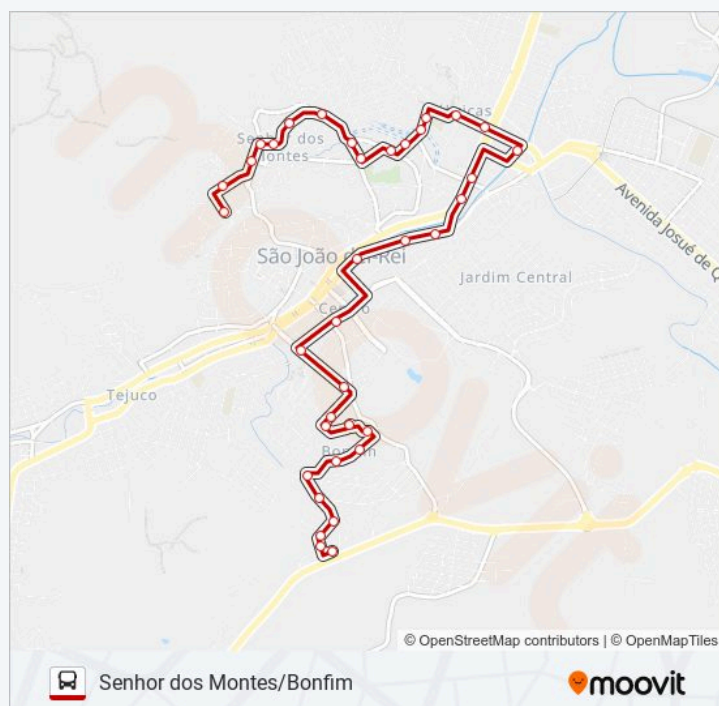 Senhor dos
Montes
São João del-Rei
Centro
Jardim Central
Avenida Josué de Q
Tejuco
Bonfim
© OpenStreetMap contributors | © OpenMapTiles
Senhor dos Montes/Bonfim
moovit